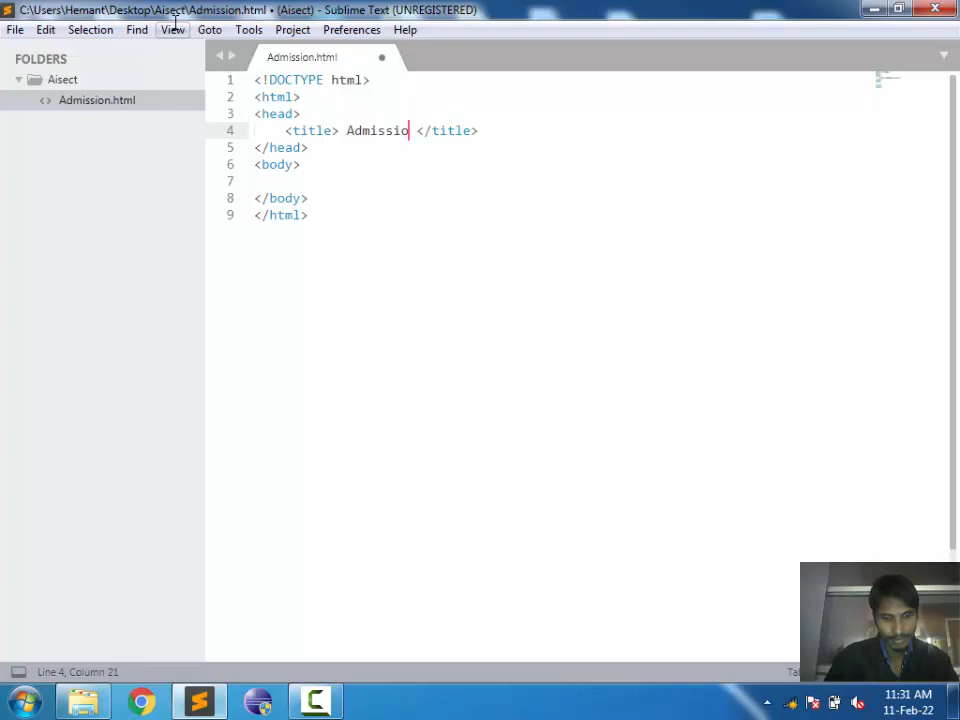 C:\Users\Hemant\Desktop\Aisect\Admission.html • (Aisect) - Sublime Text (UNREGISTERED)
File Edit Selection Find View Goto Tools Project Preferences Help
FOLDERS
Aisect
<> Admission.html
Admission.html
1 <!DOCTYPE html>
2 <html>
3 <head>
4 <title> Admissio </title>
5 </head>
6 <body>
7
8 </body>
9 </html>
Line 4, Column 21
11:31 AM
11-Feb-22